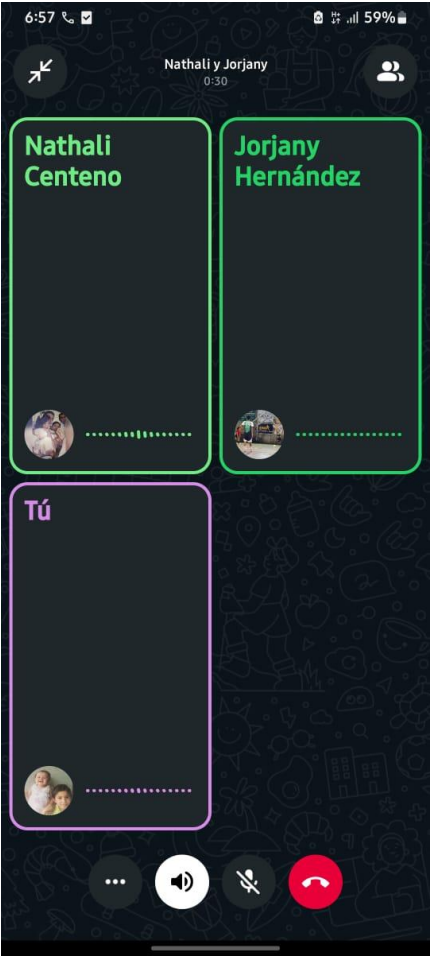 6:57
59%
Nathali y Jorjany
0:30
Nathali
Centeno
Jorjany
Hernández
Tú